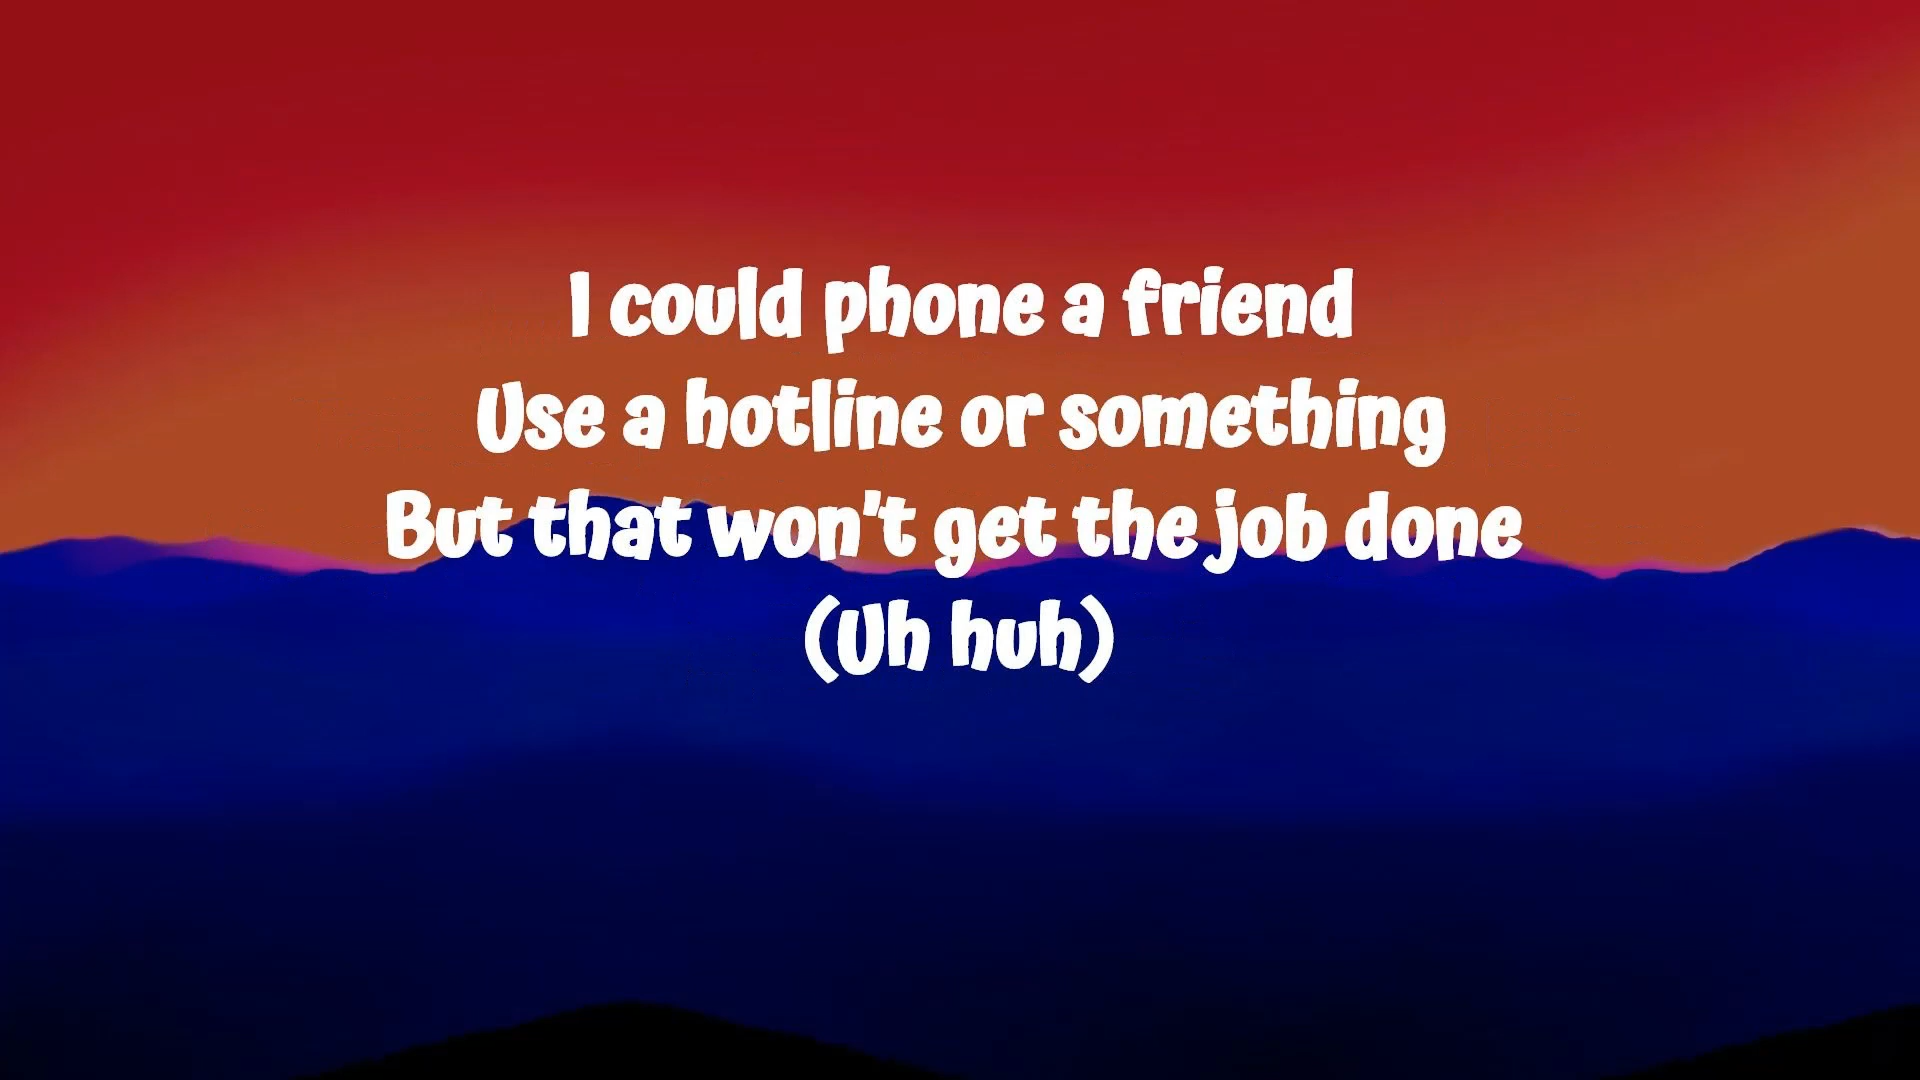 I could phone a friend
Use a hotline or something
But that won't get the job done
(Uh huh)